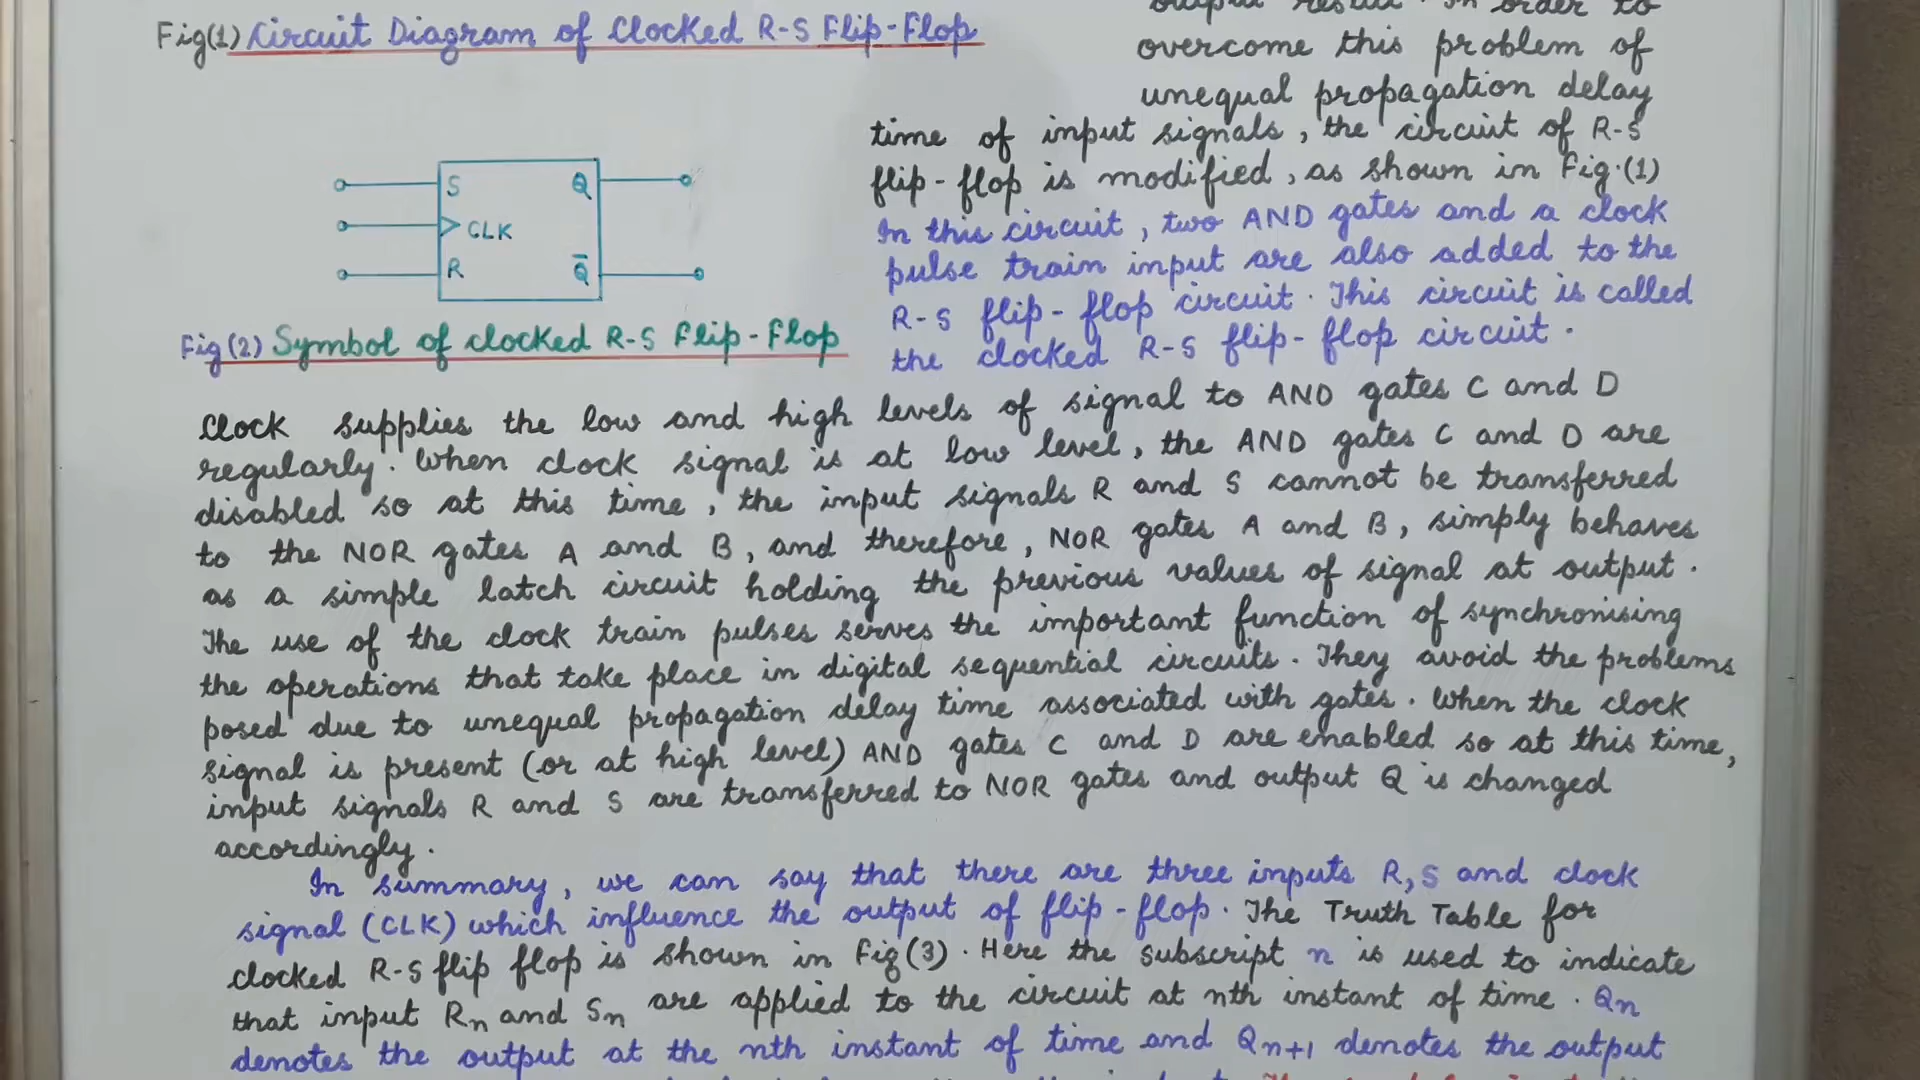 Fig(1) Circuit Diagram of Clocked R-S Flip-Flop
output result. In order to
overcome this problem of
unequal propagation delay
time of input signals, the circuit of R-S
flip-flop is modified, as shown in Fig.(1)
In this circuit, two AND gates and a clock
pulse train input are also added to the
R-S flip-flop circuit. This circuit is called
the clocked R-S flip-flop circuit.
S Q
CLK
R Q̅
Fig(2) Symbol of clocked R-S Flip-Flop
Clock supplies the low and high levels of signal to AND gates C and D
regularly. When clock signal is at low level, the AND gates C and D are
disabled so at this time, the input signals R and S cannot be transferred
to the NOR gates A and B, and therefore, NOR gates A and B, simply behaves
as a simple latch circuit holding the previous values of signal at output.
The use of the clock train pulses serves the important function of synchronising
the operations that take place in digital sequential circuits. They avoid the problems
posed due to unequal propagation delay time associated with gates. When the clock
signal is present (or at high level) AND gates C and D are enabled so at this time,
input signals R and S are transferred to NOR gates and output Q is changed
accordingly.
In summary, we can say that there are three inputs R, S and clock
signal (CLK) which influence the output of flip-flop. The Truth Table for
clocked R-S flip flop is shown in Fig(3). Here the subscript n is used to indicate
that input Rn and Sn are applied to the circuit at nth instant of time. Qn
denotes the output at the nth instant of time and Qn+1 denotes the output